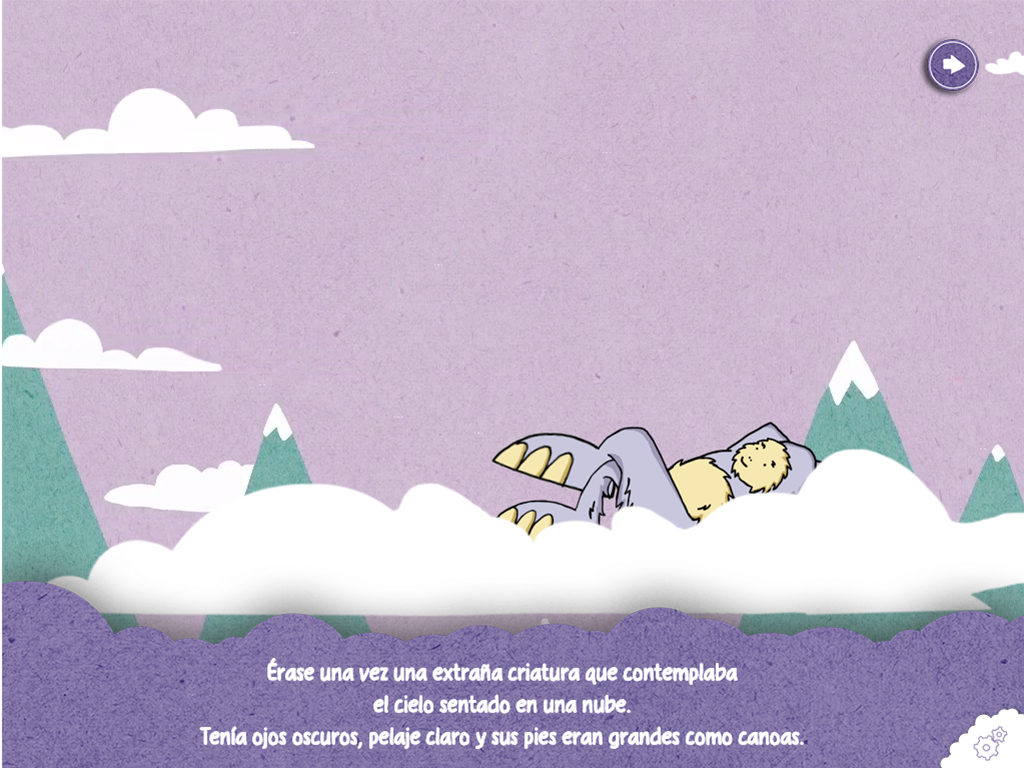 Érase una vez una extraña criatura que contemplaba
el cielo sentado en una nube.
Tenía ojos oscuros, pelaje claro y sus pies eran grandes como canoas.